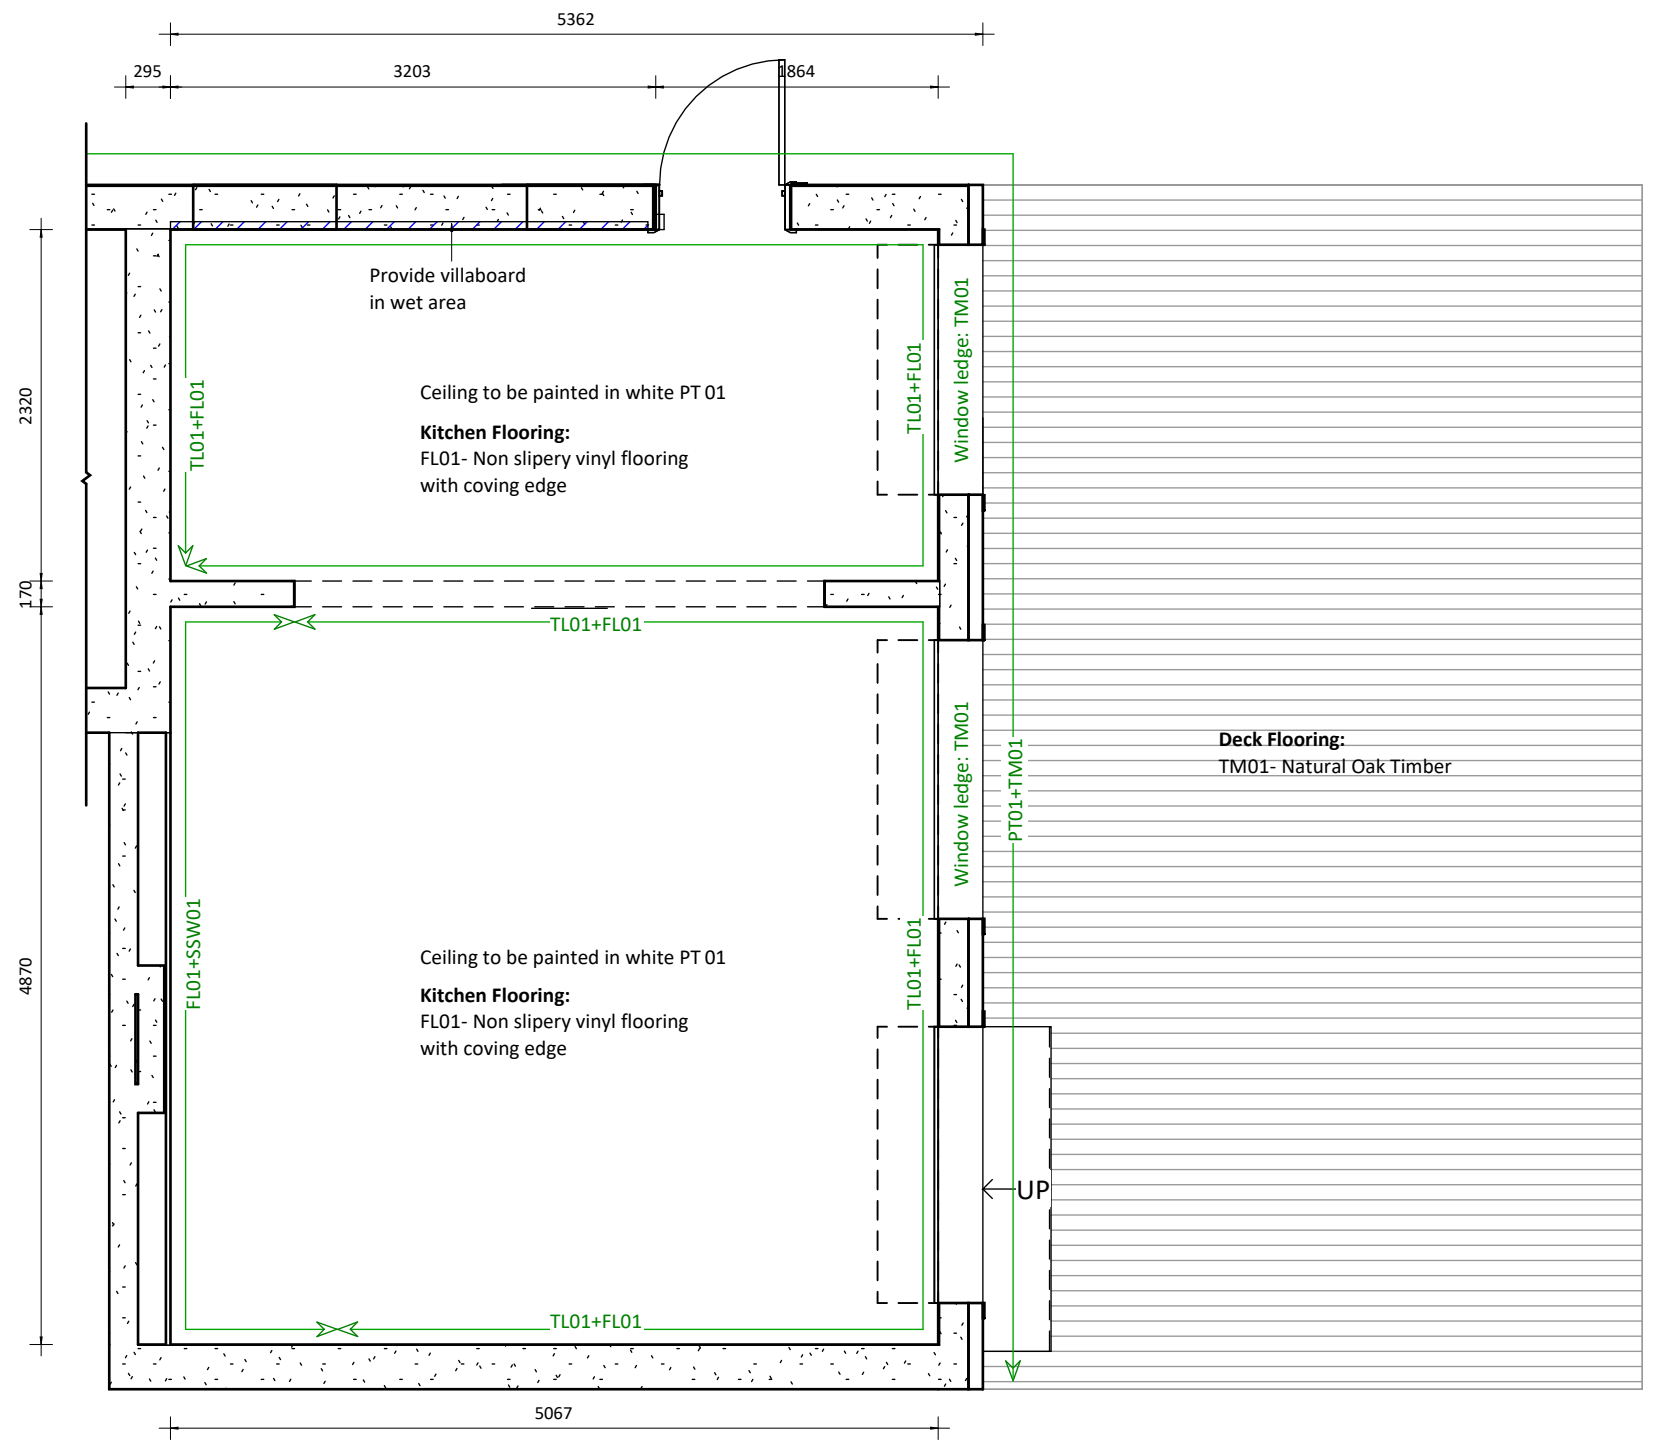 5362
295
3203
1864
Provide villaboard
in wet area
2320
TL01+FL01
TL01+FL01
Window ledge: TM01
Ceiling to be painted in white PT 01
Kitchen Flooring:
FL01- Non slipery vinyl flooring
with coving edge
170
TL01+FL01
Window ledge: TM01
PT01+TM01
Deck Flooring:
TM01- Natural Oak Timber
4870
FL01+SSW01
TL01+FL01
Ceiling to be painted in white PT 01
Kitchen Flooring:
FL01- Non slipery vinyl flooring
with coving edge
UP
TL01+FL01
5067